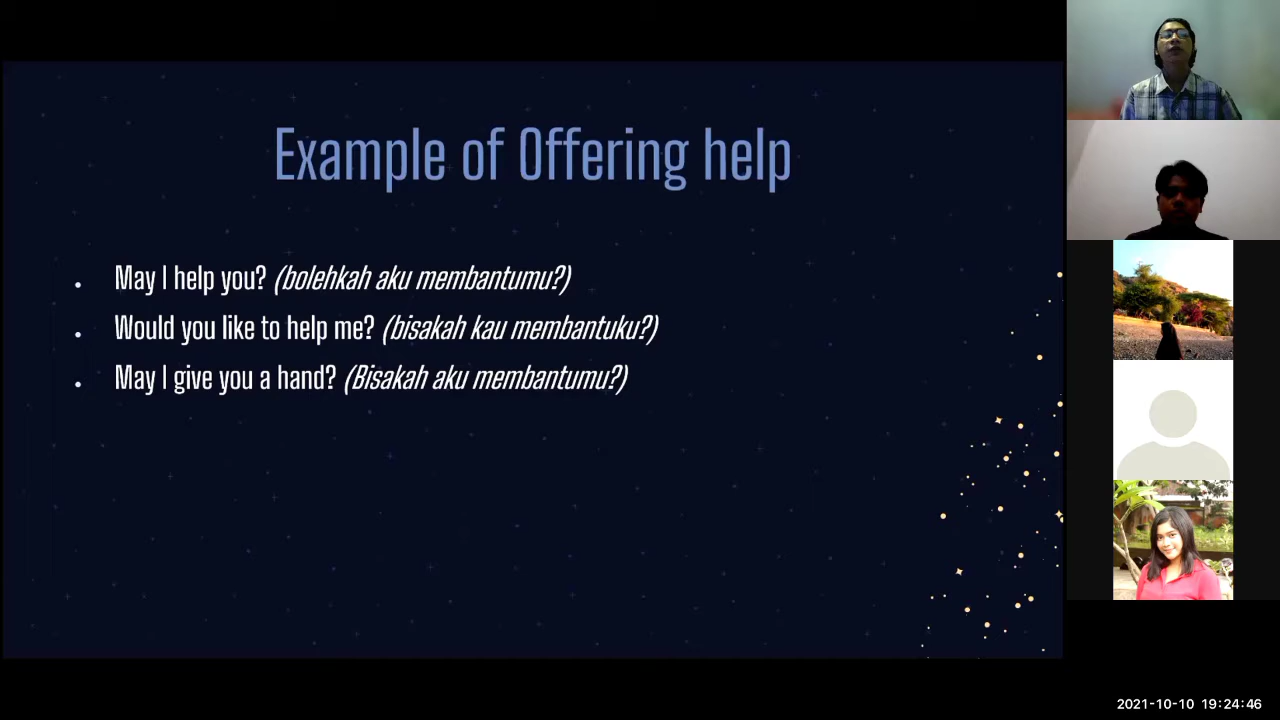 Example of Offering help
• May I help you? (bolehkah aku membantumu?)
• Would you like to help me? (bisakah kau membantuku?)
• May I give you a hand? (Bisakah aku membantumu?)
2021-10-10 19:24:46